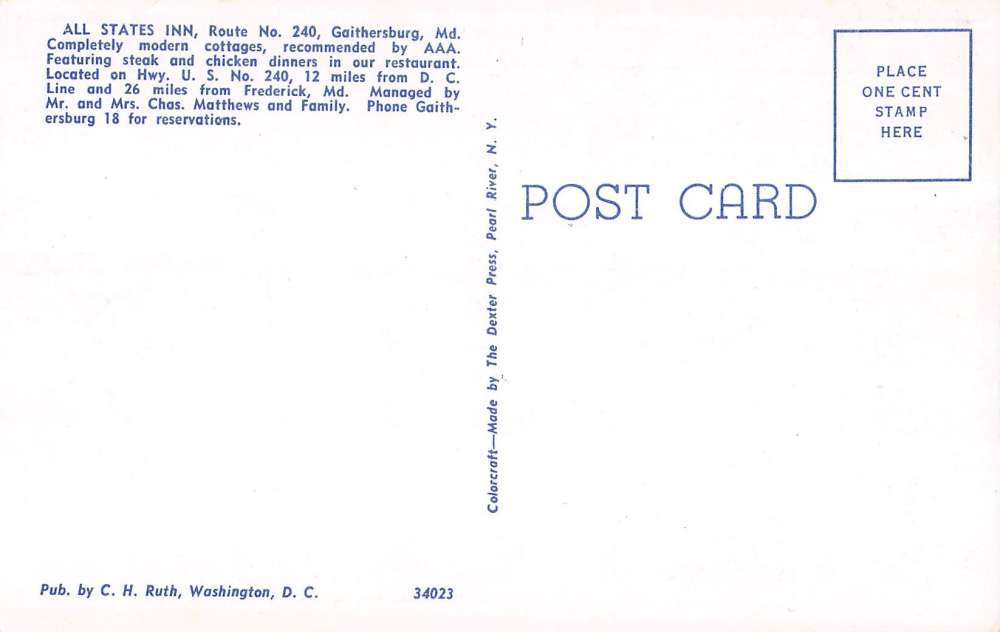 ALL STATES INN, Route No. 240, Gaithersburg, Md.
Completely modern cottages, recommended by AAA.
Featuring steak and chicken dinners in our restaurant.
Located on Hwy. U. S. No. 240, 12 miles from D. C.
Line and 26 miles from Frederick, Md. Managed by
Mr. and Mrs. Chas. Matthews and Family. Phone Gaith-
ersburg 18 for reservations.
Colorcraft—Made by The Dexter Press, Pearl River, N. Y.
POST CARD
PLACE
ONE CENT
STAMP
HERE
Pub. by C. H. Ruth, Washington, D. C. 34023